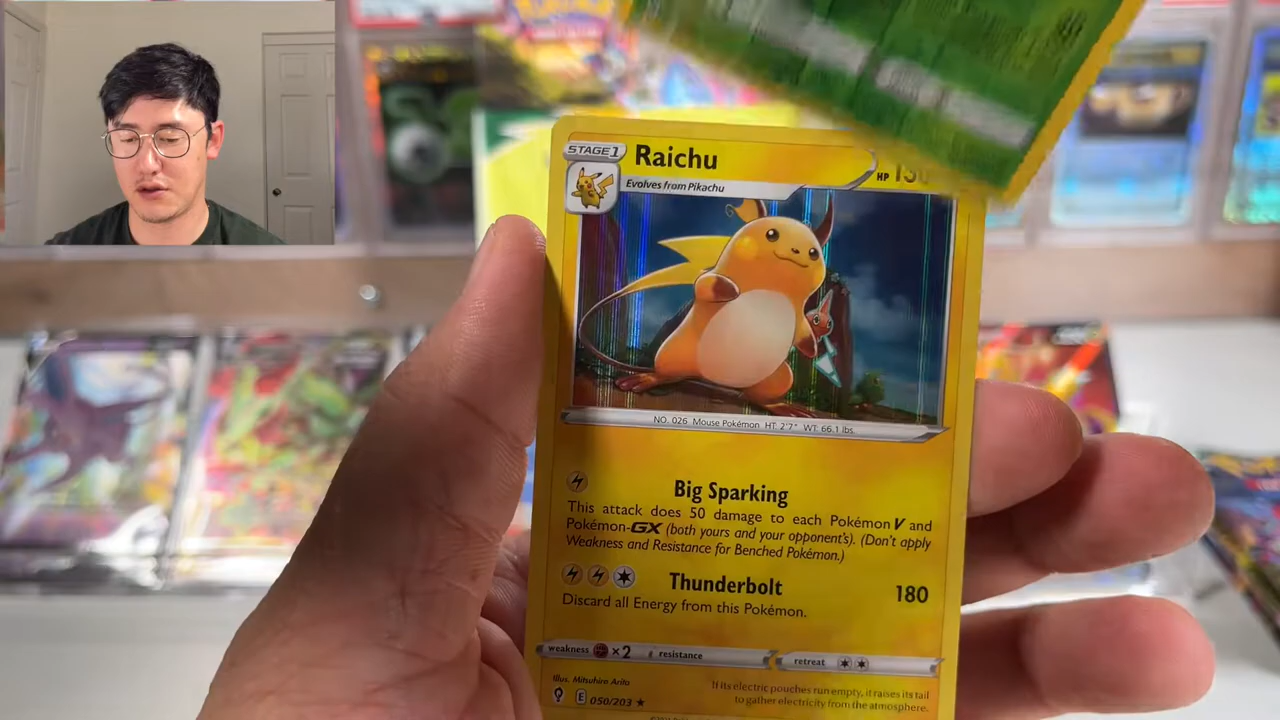 STAGE 1
Raichu
HP
Evolves from Pikachu
NO. 026 Mouse Pokémon HT: 2'7" WT: 66.1 lbs.
Big Sparking
This attack does 50 damage to each Pokémon V and
Pokémon-GX (both yours and your opponent's). (Don't apply
Weakness and Resistance for Benched Pokémon.)
Thunderbolt 180
Discard all Energy from this Pokémon.
weakness ×2 resistance retreat
Illus. Mitsuhiro Arita
If its electric pouches run empty, it raises its tail
to gather electricity from the atmosphere.
E 050/203 ★